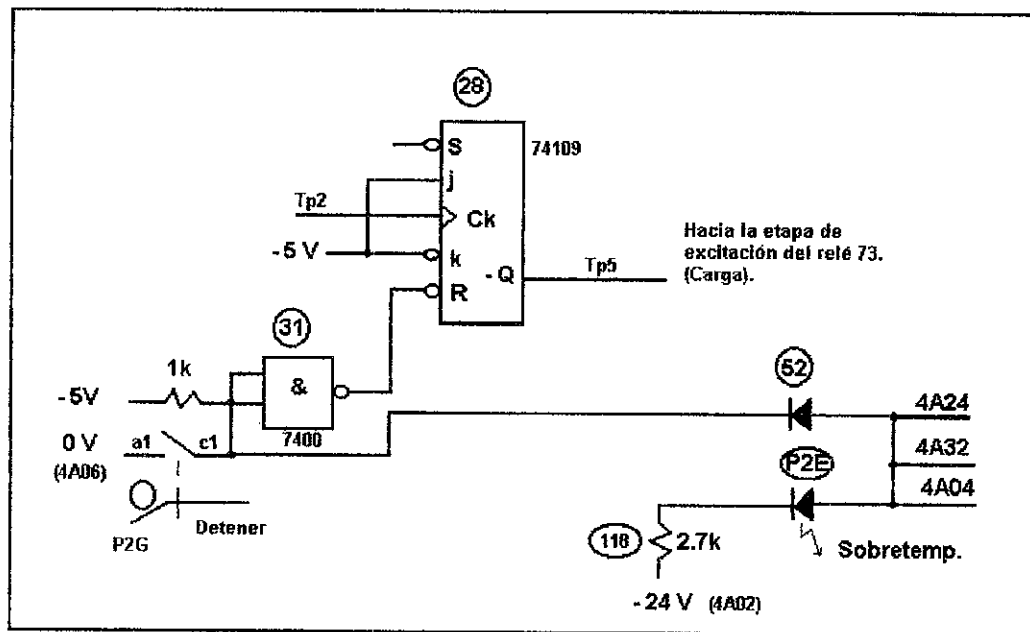 28
S
74109
j
Tp2
Ck
Hacia la etapa de
excitación del relé 73.
(Carga).
-5 V
k
-Q
Tp5
R
31
1k
-5V
&
52
4A24
0 V
a1
c1
7400
(4A06)
4A32
P2E
4A04
P2G
Detener
118
2.7k
Sobretemp.
-24 V (4A02)